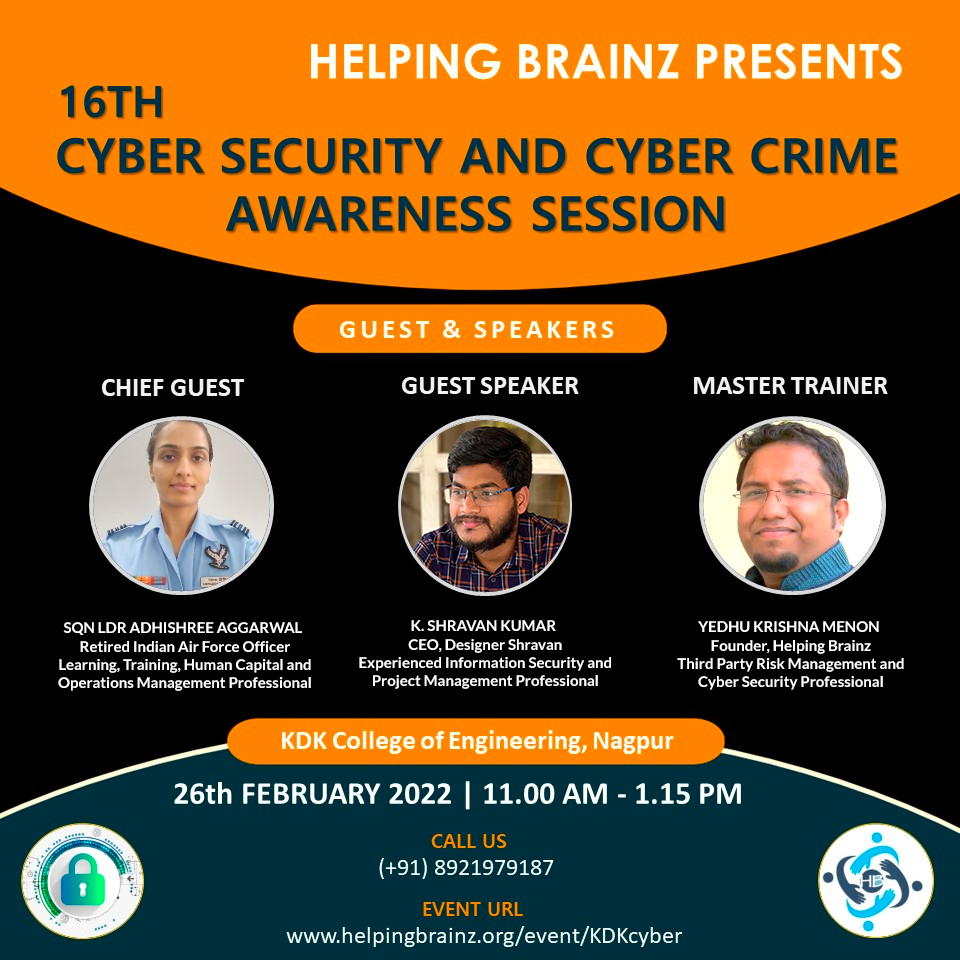 HELPING BRAINZ PRESENTS
16TH
CYBER SECURITY AND CYBER CRIME
AWARENESS SESSION
GUEST & SPEAKERS
CHIEF GUEST
SQN LDR ADHISHREE AGGARWAL
Retired Indian Air Force Officer
Learning, Training, Human Capital and
Operations Management Professional
GUEST SPEAKER
K. SHRAVAN KUMAR
CEO, Designer Shravan
Experienced Information Security and
Project Management Professional
MASTER TRAINER
YEDHU KRISHNA MENON
Founder, Helping Brainz
Third Party Risk Management and
Cyber Security Professional
KDK College of Engineering, Nagpur
26th FEBRUARY 2022 | 11.00 AM - 1.15 PM
CALL US
(+91) 8921979187
EVENT URL
www.helpingbrainz.org/event/KDKcyber
HB